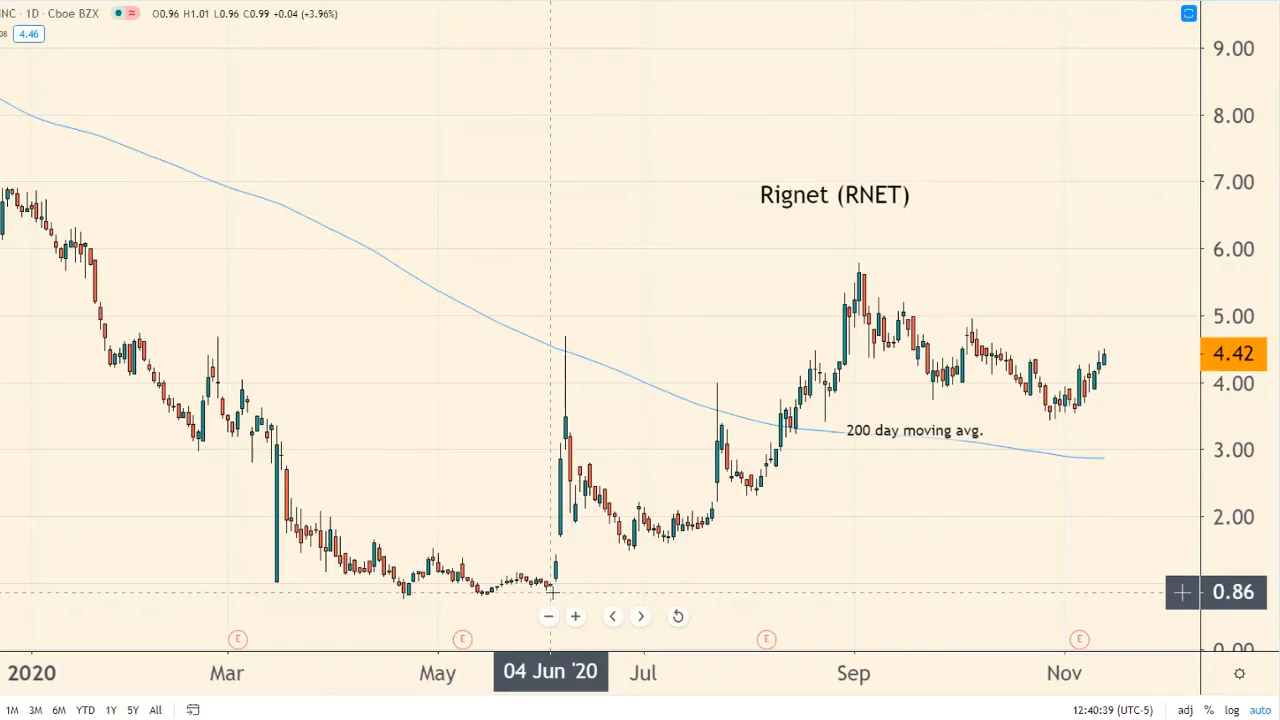 INC · 1D · Cboe BZX O0.96 H1.01 L0.96 C0.99 +0.04 (+3.96%)
08 4.46
9.00
8.00
7.00
Rignet (RNET)
6.00
5.00
4.42
4.00
200 day moving avg.
3.00
2.00
0.86
0.00
E E E E
2020 Mar May 04 Jun '20 Jul Sep Nov
1M 3M 6M YTD 1Y 5Y All 12:40:39 (UTC-5) adj % log auto